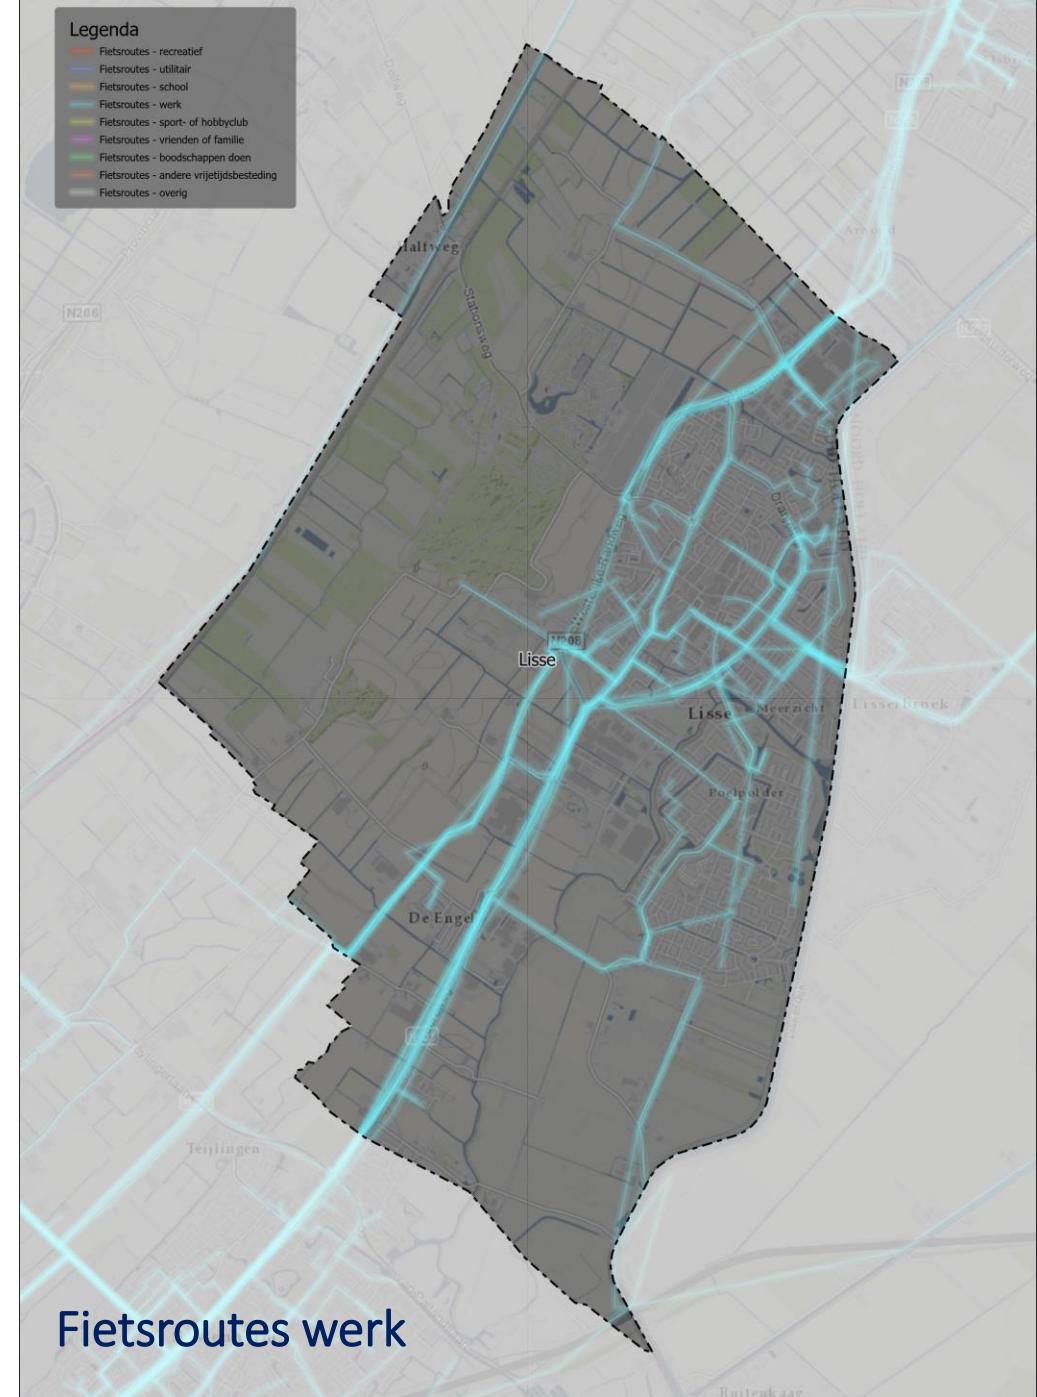 Legenda
Fietsroutes - recreatief
Fietsroutes - utilitair
Fietsroutes - school
Fietsroutes - werk
Fietsroutes - sport- of hobbyclub
Fietsroutes - vrienden of familie
Fietsroutes - boodschappen doen
Fietsroutes - andere vrijetijdsbesteding
Fietsroutes - overig
Halfweg
N206
Stationsweg
N208
Lisse
Lisse
Meerzicht
Lisserbroek
Poelpolder
De Engel
Teijlingen
Fietsroutes werk
Buitenkaag